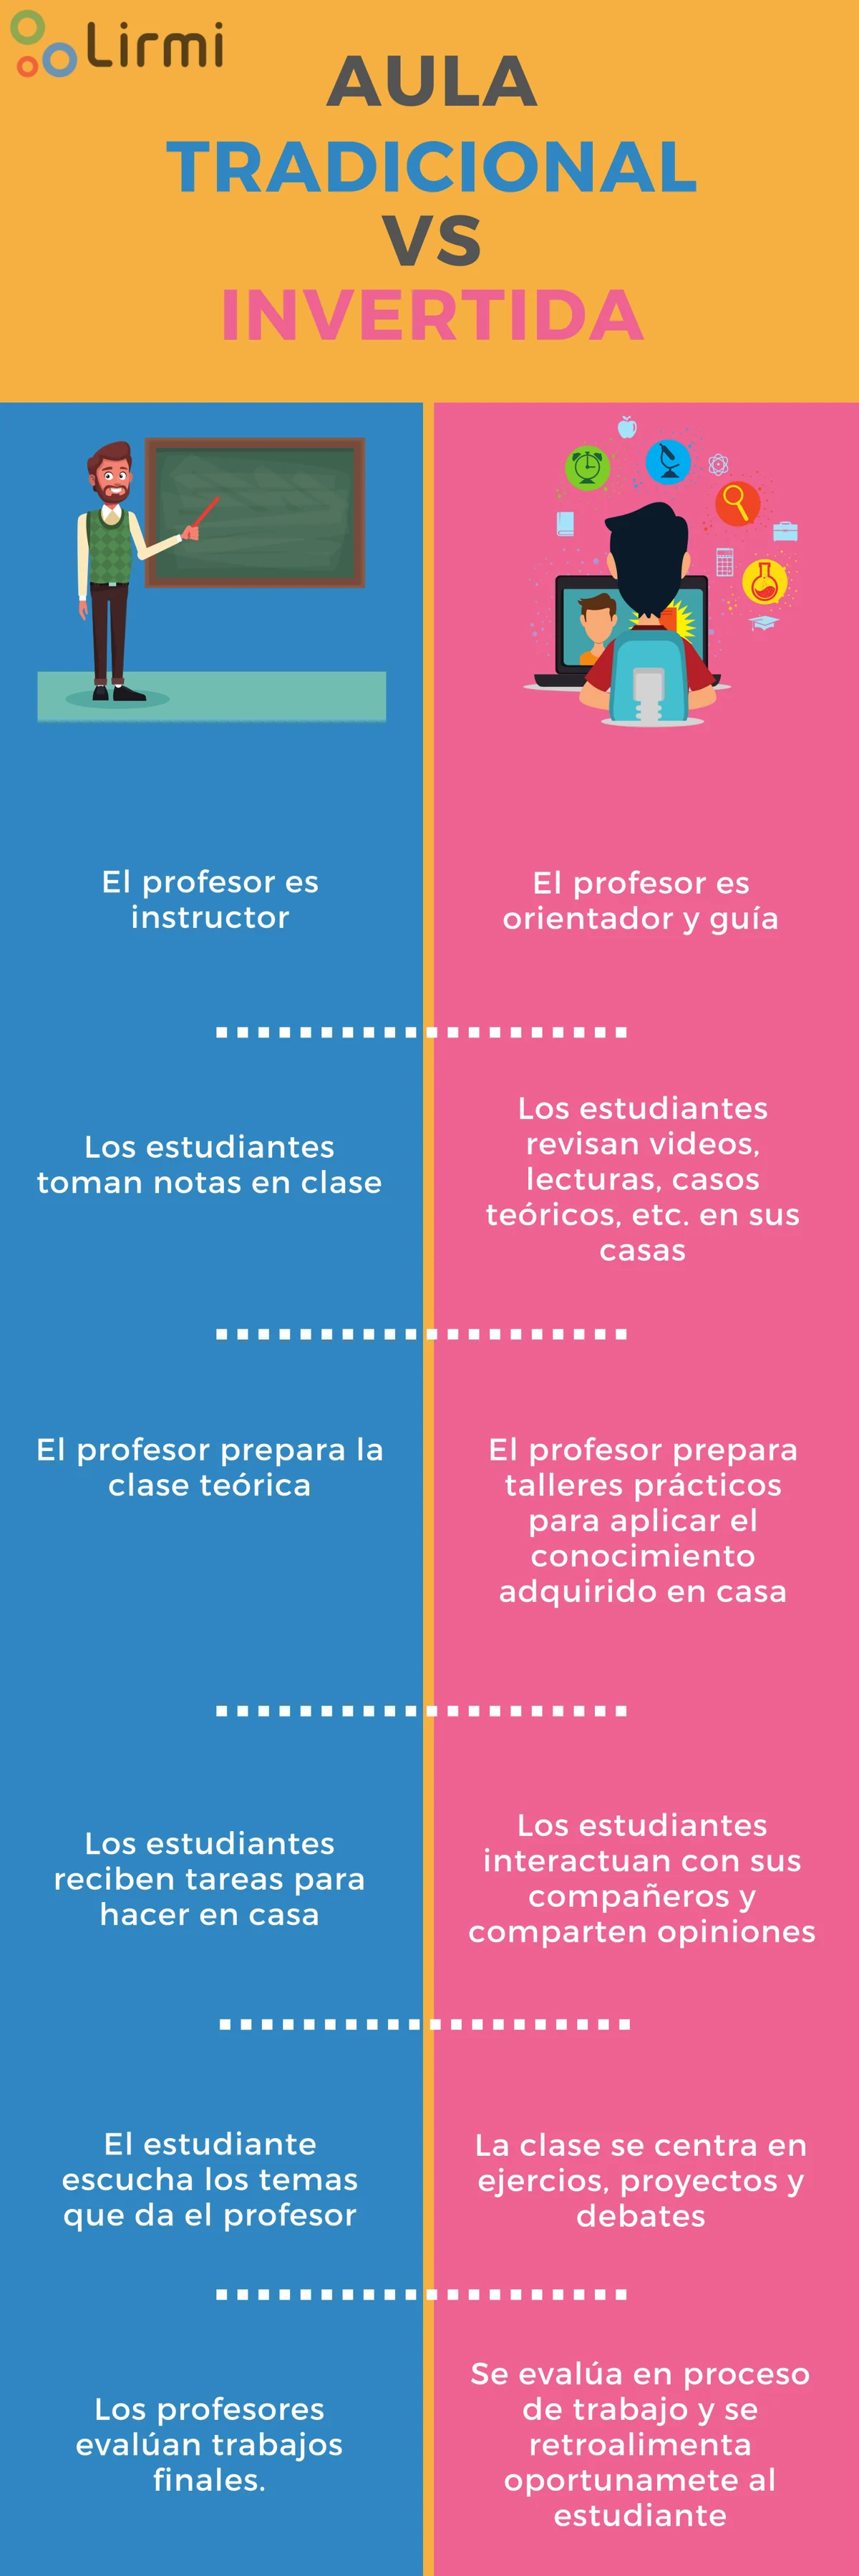 Lirmi
AULA
TRADICIONAL
VS
INVERTIDA
El profesor es
instructor
El profesor es
orientador y guía
Los estudiantes
toman notas en clase
Los estudiantes
revisan videos,
lecturas, casos
teóricos, etc. en sus
casas
El profesor prepara la
clase teórica
El profesor prepara
talleres prácticos
para aplicar el
conocimiento
adquirido en casa
Los estudiantes
reciben tareas para
hacer en casa
Los estudiantes
interactuan con sus
compañeros y
comparten opiniones
El estudiante
escucha los temas
que da el profesor
La clase se centra en
ejercios, proyectos y
debates
Los profesores
evalúan trabajos
finales.
Se evalúa en proceso
de trabajo y se
retroalimenta
oportunamete al
estudiante